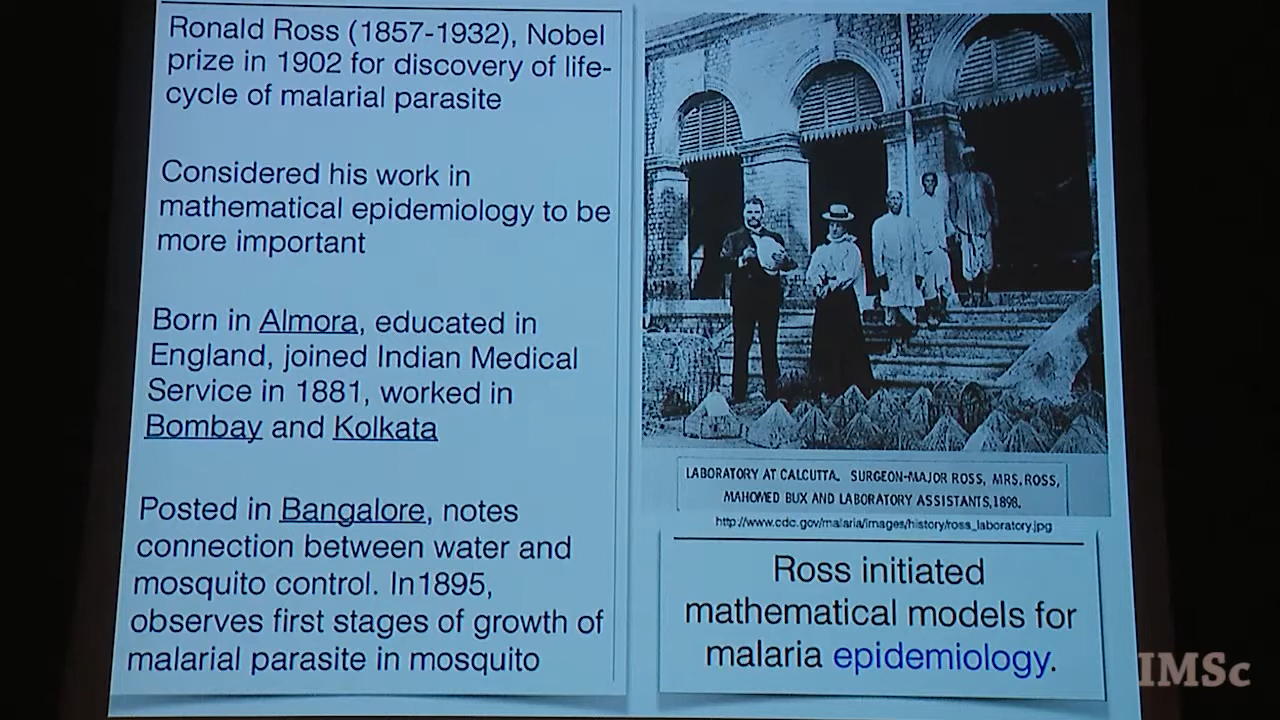 Ronald Ross (1857-1932), Nobel
prize in 1902 for discovery of life-
cycle of malarial parasite
Considered his work in
mathematical epidemiology to be
more important
Born in Almora, educated in
England, joined Indian Medical
Service in 1881, worked in
Bombay and Kolkata
Posted in Bangalore, notes
connection between water and
mosquito control. In1895,
observes first stages of growth of
malarial parasite in mosquito
LABORATORY AT CALCUTTA. SURGEON-MAJOR ROSS, MRS. ROSS,
MAHOMED BUX AND LABORATORY ASSISTANTS, 1898.
http://www.cdc.gov/malaria/images/history/ross_laboratory.jpg
Ross initiated
mathematical models for
malaria epidemiology.
IMSc